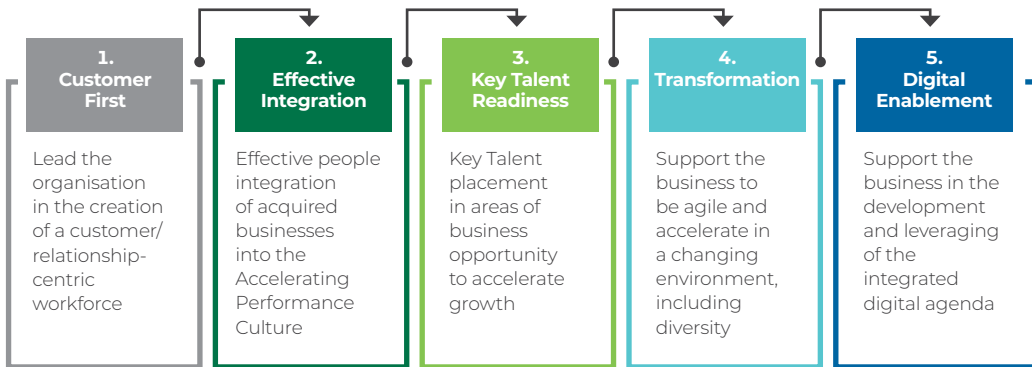 1.
Customer
First
Lead the
organisation
in the creation
of a customer/
relationship-
centric
workforce
2.
Effective
Integration
Effective people
integration
of acquired
businesses
into the
Accelerating
Performance
Culture
3.
Key Talent
Readiness
Key Talent
placement
in areas of
business
opportunity
to accelerate
growth
4.
Transformation
Support the
business to
be agile and
accelerate in
a changing
environment,
including
diversity
5.
Digital
Enablement
Support the
business in the
development
and leveraging
of the
integrated
digital agenda